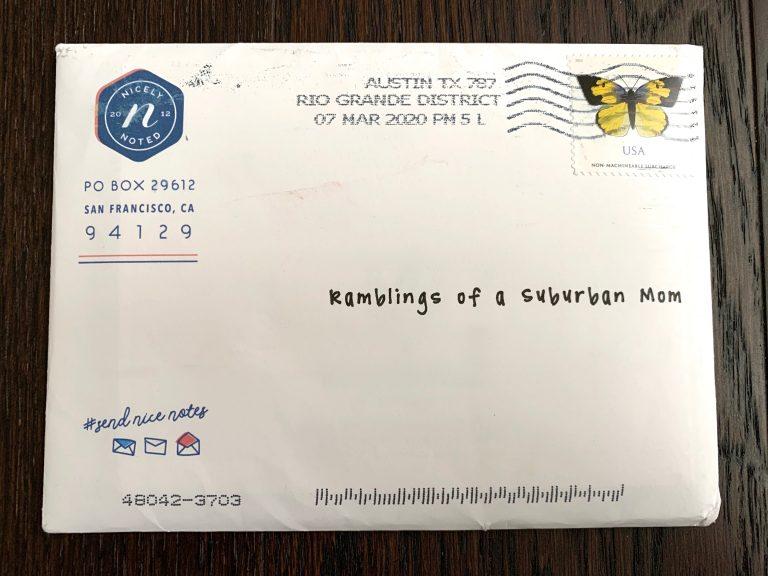 NICELY
20 n 12
NOTED
PO BOX 29612
SAN FRANCISCO, CA
94129
AUSTIN TX 787
RIO GRANDE DISTRICT
07 MAR 2020 PM 5 L
USA
NON-MACHINEABLE SURCHARGE
Ramblings of a Suburban Mom
#send nice notes
48042-3703